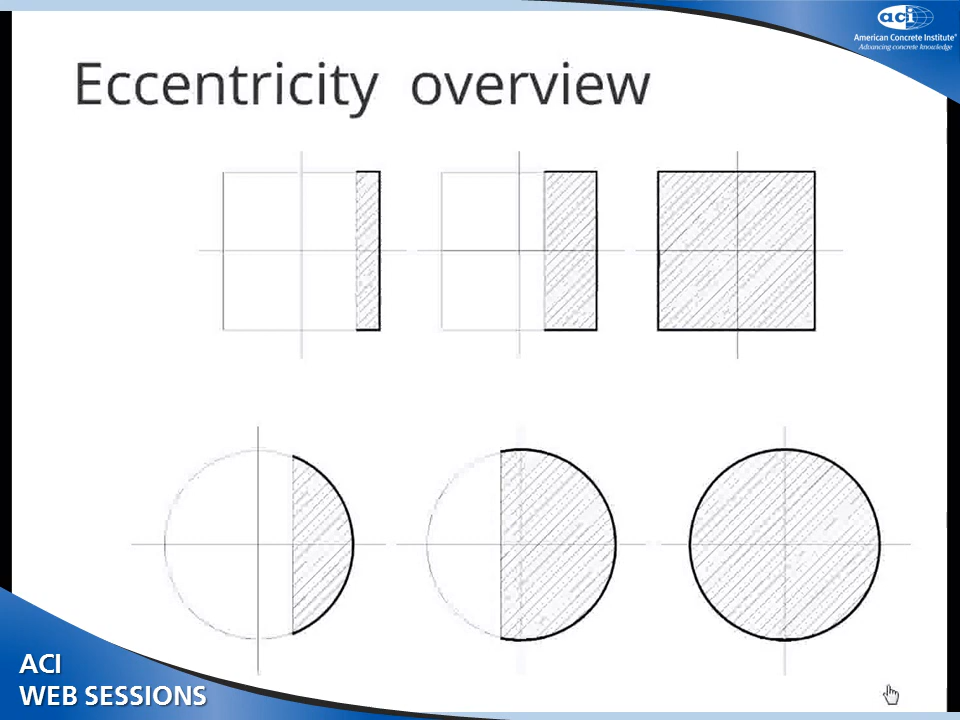 aci
American Concrete Institute®
Advancing concrete knowledge
Eccentricity overview
ACI
WEB SESSIONS